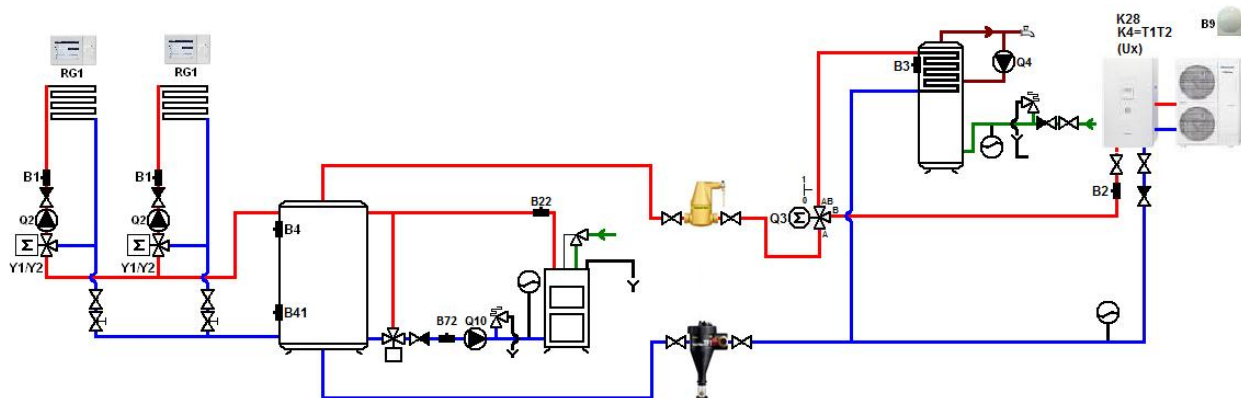 K28
K4=T1T2
(Ux)
B9
RG1
RG1
B3
Q4
B1
B1
B2
Q2
Q2
B22
1
0
Q3
AB
B
A
B4
Y1/Y2
Y1/Y2
B41
B72
Q10